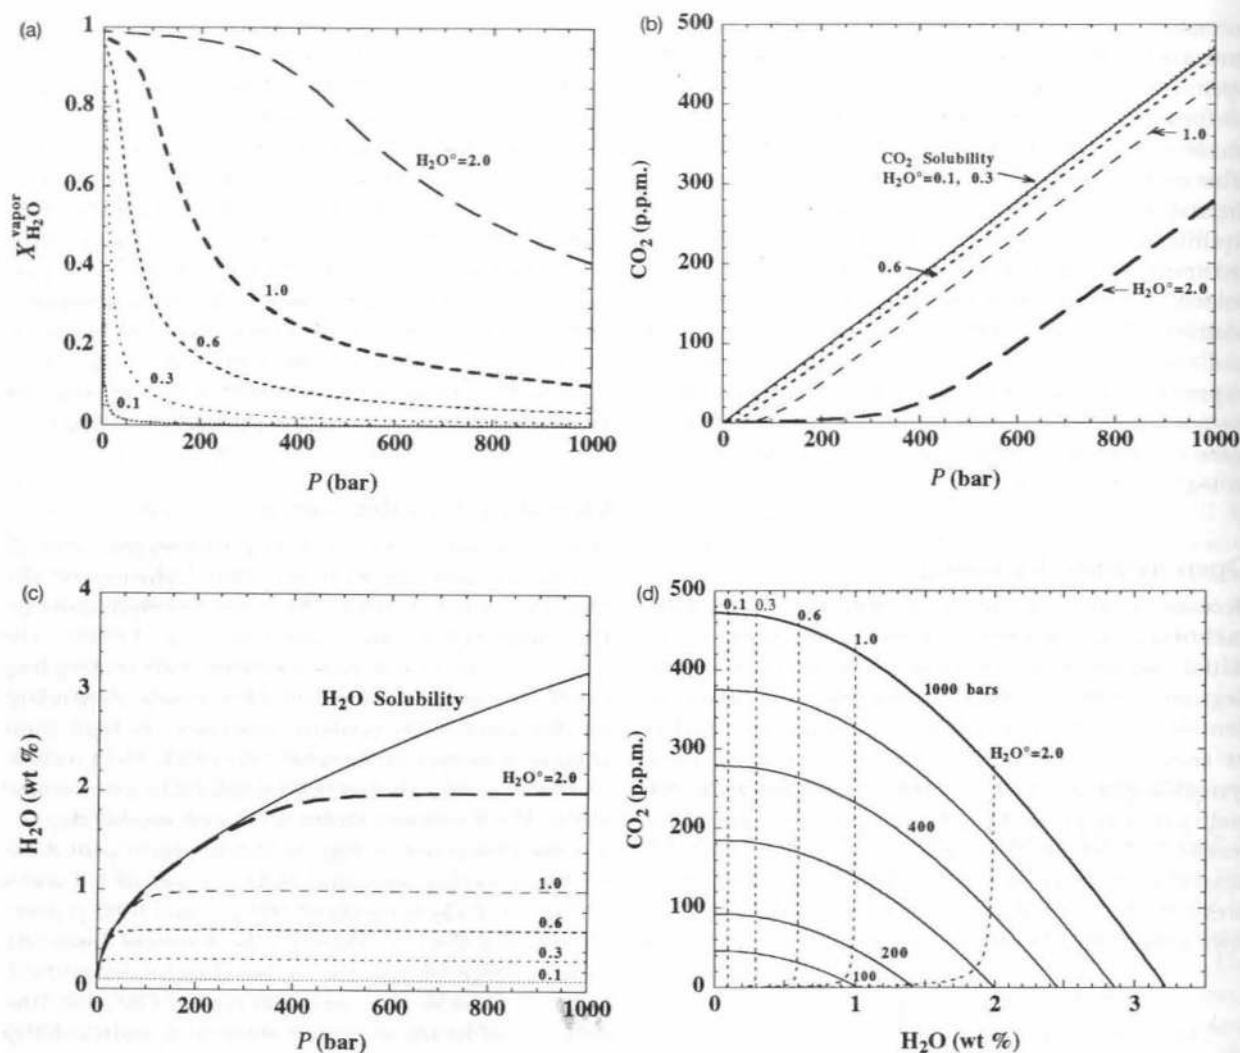 (a)
1
0.8
0.6
0.4
0.2
0
X vapor H₂O
H₂O°=2.0
1.0
0.6
0.3
0.1
0 200 400 600 800 1000
P (bar)
(b)
500
400
300
200
100
0
CO₂ (p.p.m.)
CO₂ Solubility
H₂O°=0.1, 0.3
1.0
0.6
H₂O°=2.0
0 200 400 600 800 1000
P (bar)
(c)
4
3
2
1
0
H₂O (wt %)
H₂O Solubility
H₂O°=2.0
1.0
0.6
0.3
0.1
0 200 400 600 800 1000
P (bar)
(d)
500
400
300
200
100
0
CO₂ (p.p.m.)
0.1 0.3 0.6
1.0
1000 bars
H₂O°=2.0
400
200
100
0 1 2 3
H₂O (wt %)